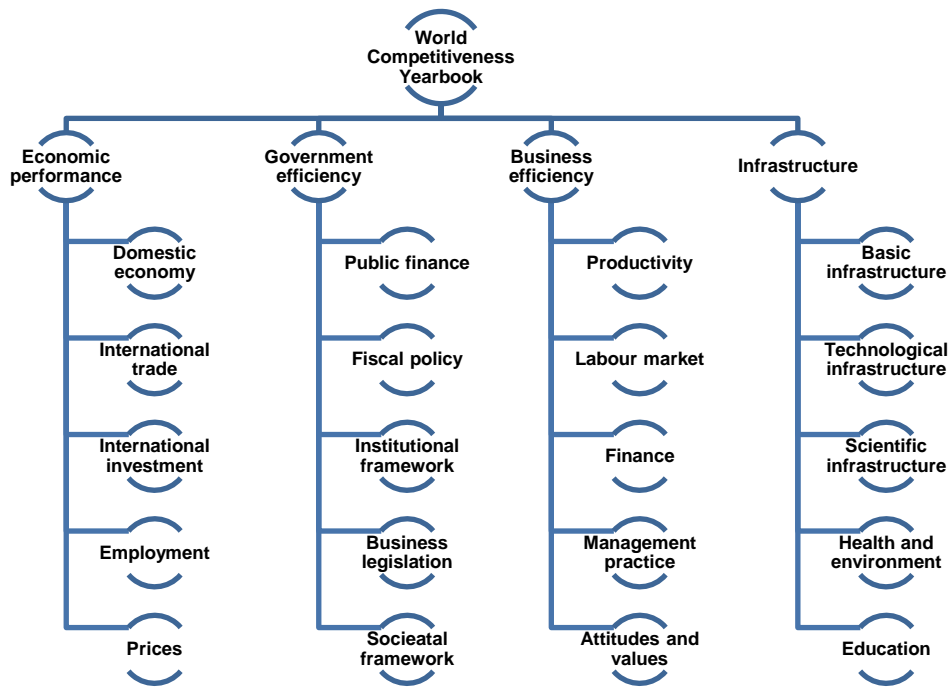 World
Competitiveness
Yearbook
Economic
performance
Government
efficiency
Business
efficiency
Infrastructure
Domestic
economy
Public finance
Productivity
Basic
infrastructure
International
trade
Fiscal policy
Labour market
Technological
infrastructure
International
investment
Institutional
framework
Finance
Scientific
infrastructure
Employment
Business
legislation
Management
practice
Health and
environment
Prices
Socieatal
framework
Attitudes and
values
Education